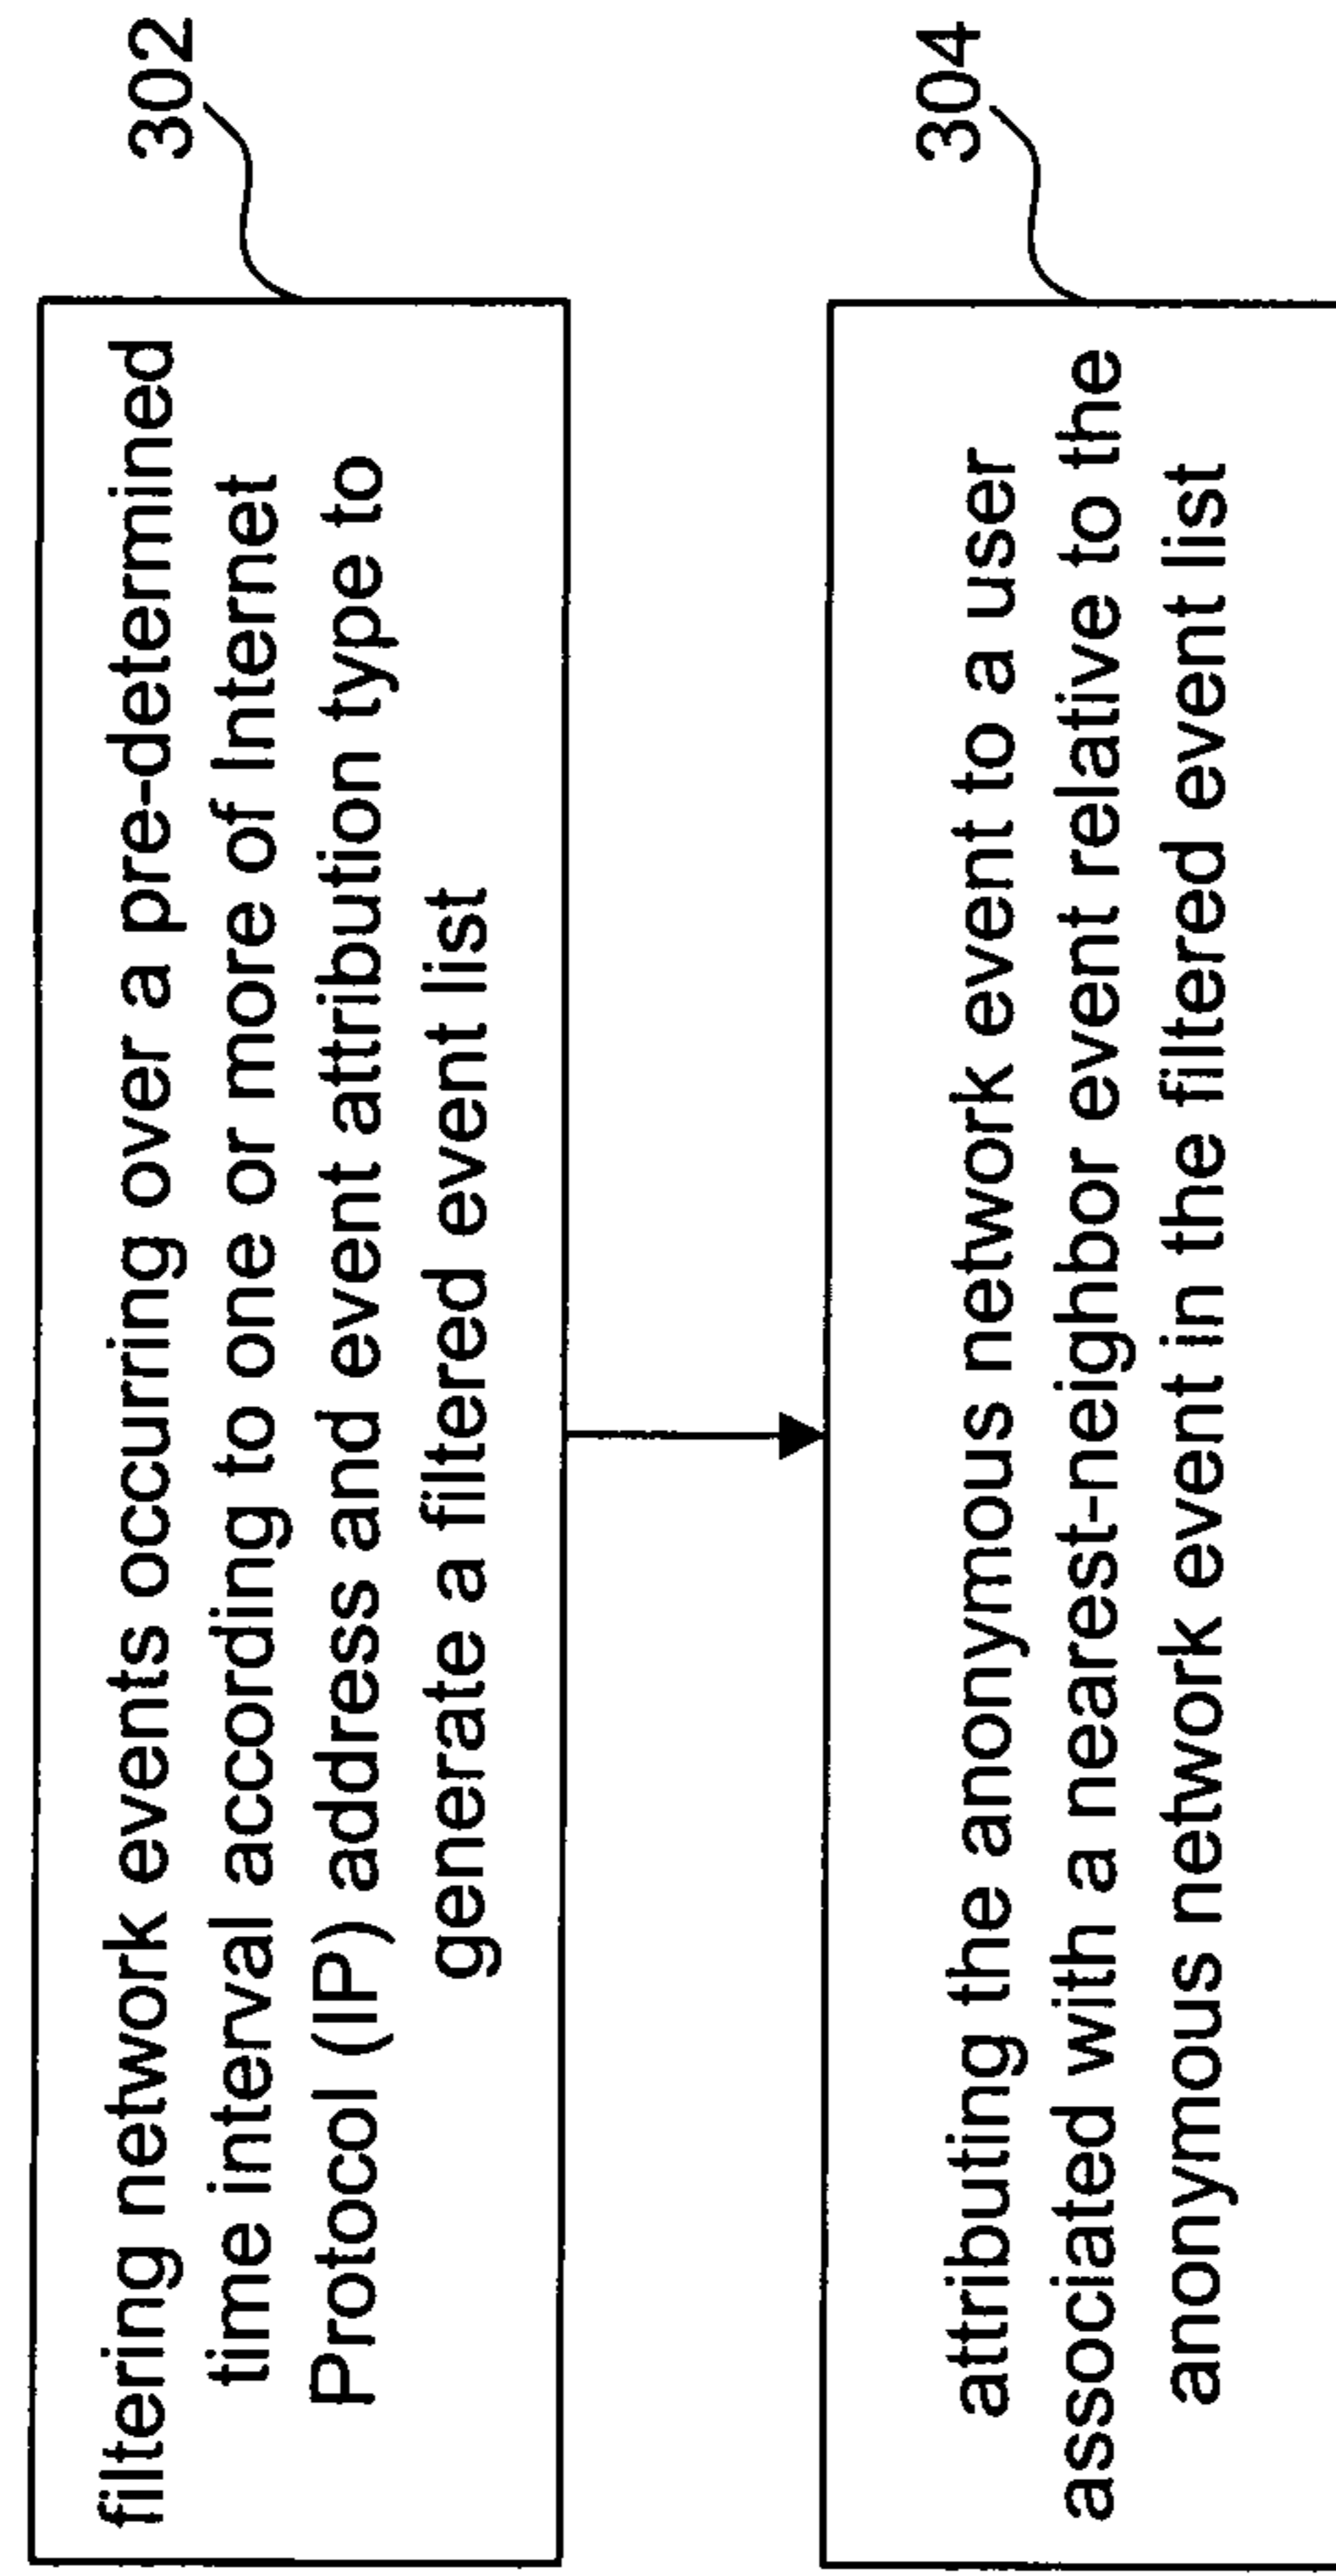 filtering network events occurring over a pre-determined
time interval according to one or more of Internet
Protocol (IP) address and event attribution type to
generate a filtered event list
302
attributing the anonymous network event to a user
associated with a nearest-neighbor event relative to the
anonymous network event in the filtered event list
304